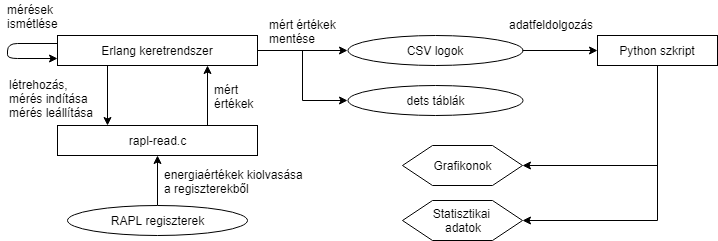 mérések
ismétlése
Erlang keretrendszer
mért értékek
mentése
CSV logok
adatfeldolgozás
Python szkript
létrehozás,
mérés indítása
mérés leállítása
mért
értékek
dets táblák
rapl-read.c
energiaértékek kiolvasása
a regiszterekből
Grafikonok
RAPL regiszterek
Statisztikai
adatok